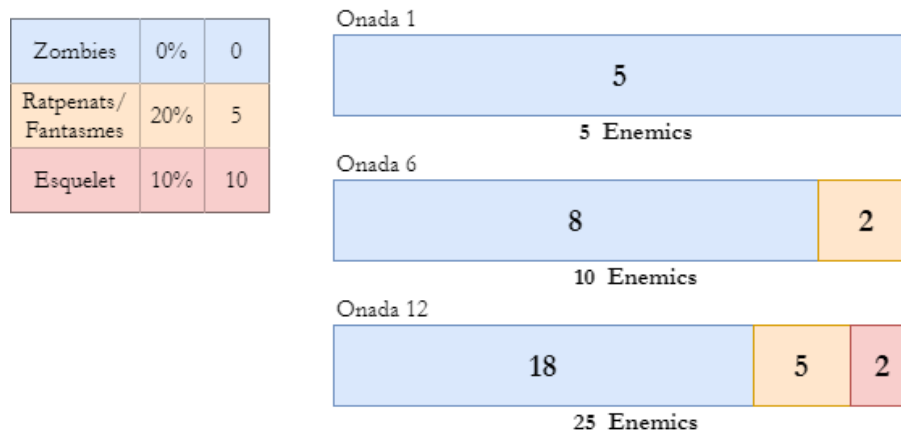 Zombies 0% 0
Ratpenats/
Fantasmes 20% 5
Esquelet 10% 10
Onada 1
5
5 Enemics
Onada 6
8 2
10 Enemics
Onada 12
18 5 2
25 Enemics